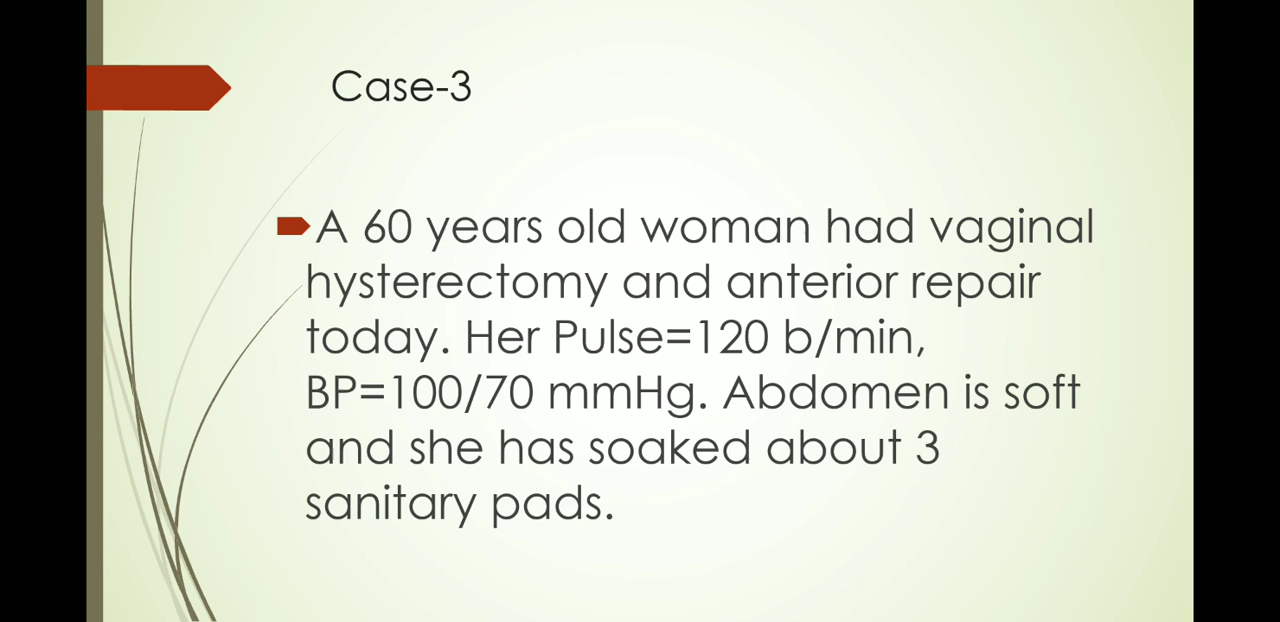 Case-3
A 60 years old woman had vaginal
hysterectomy and anterior repair
today. Her Pulse=120 b/min,
BP=100/70 mmHg. Abdomen is soft
and she has soaked about 3
sanitary pads.